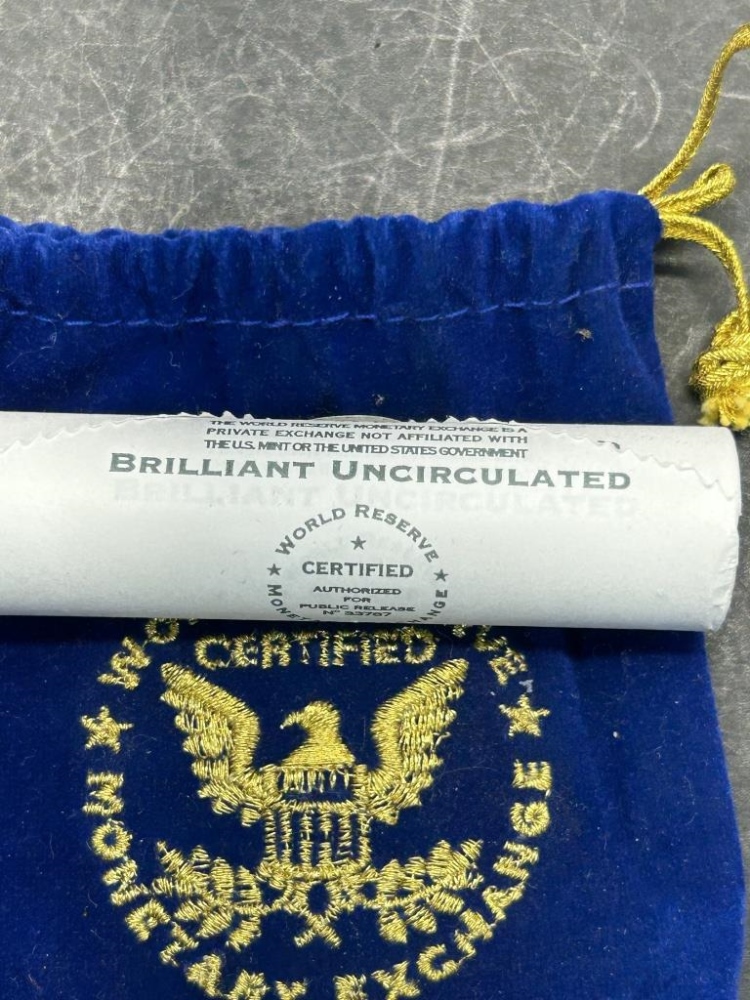 THE WORLD RESERVE MONETARY EXCHANGE IS A
PRIVATE EXCHANGE NOT AFFILIATED WITH
THE U.S. MINT OR THE UNITED STATES GOVERNMENT
BRILLIANT UNCIRCULATED
WORLD RESERVE
CERTIFIED
AUTHORIZED
FOR
PUBLIC RELEASE
CERTIFIED
MONETARY EXCHANGE